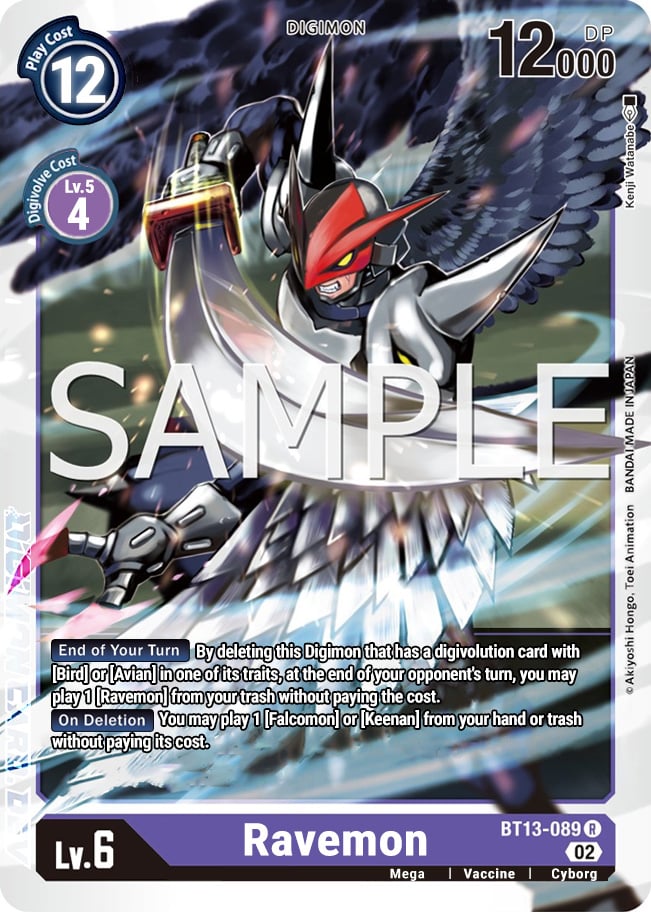 DIGIMON
Play Cost
12
12000
DP
Digivolve Cost
Lv.5
4
Kenji Watanabe
SAMPLE
© Akiyoshi Hongo, Toei Animation BANDAI MADE IN JAPAN
End of Your Turn By deleting this Digimon that has a digivolution card with
[Bird] or [Avian] in one of its traits, at the end of your opponent's turn, you may
play 1 [Ravemon] from your trash without paying the cost.
On Deletion You may play 1 [Falcomon] or [Keenan] from your hand or trash
without paying its cost.
DIGIMON CARD GAME
BT13-089 R
Lv.6
Ravemon
02
Mega | Vaccine | Cyborg